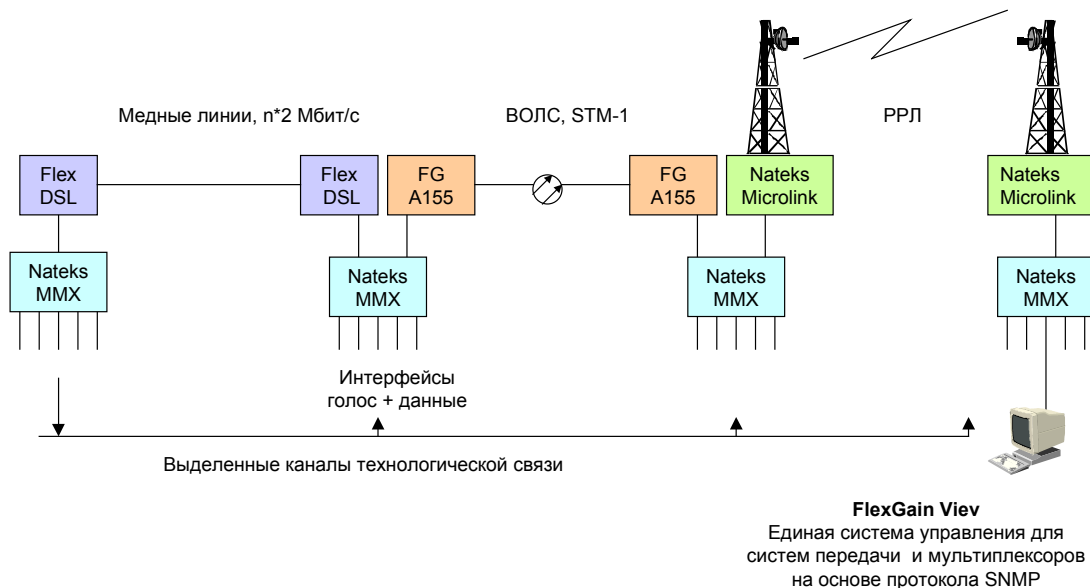 Медные линии, n*2 Мбит/с
ВОЛС, STM-1
РРЛ
Flex
DSL
Flex
DSL
FG
A155
FG
A155
Nateks
Microlink
Nateks
Microlink
Nateks
MMX
Nateks
MMX
Nateks
MMX
Nateks
MMX
Интерфейсы
голос + данные
Выделенные каналы технологической связи
FlexGain Viev
Единая система управления для
систем передачи и мультиплексоров
на основе протокола SNMP